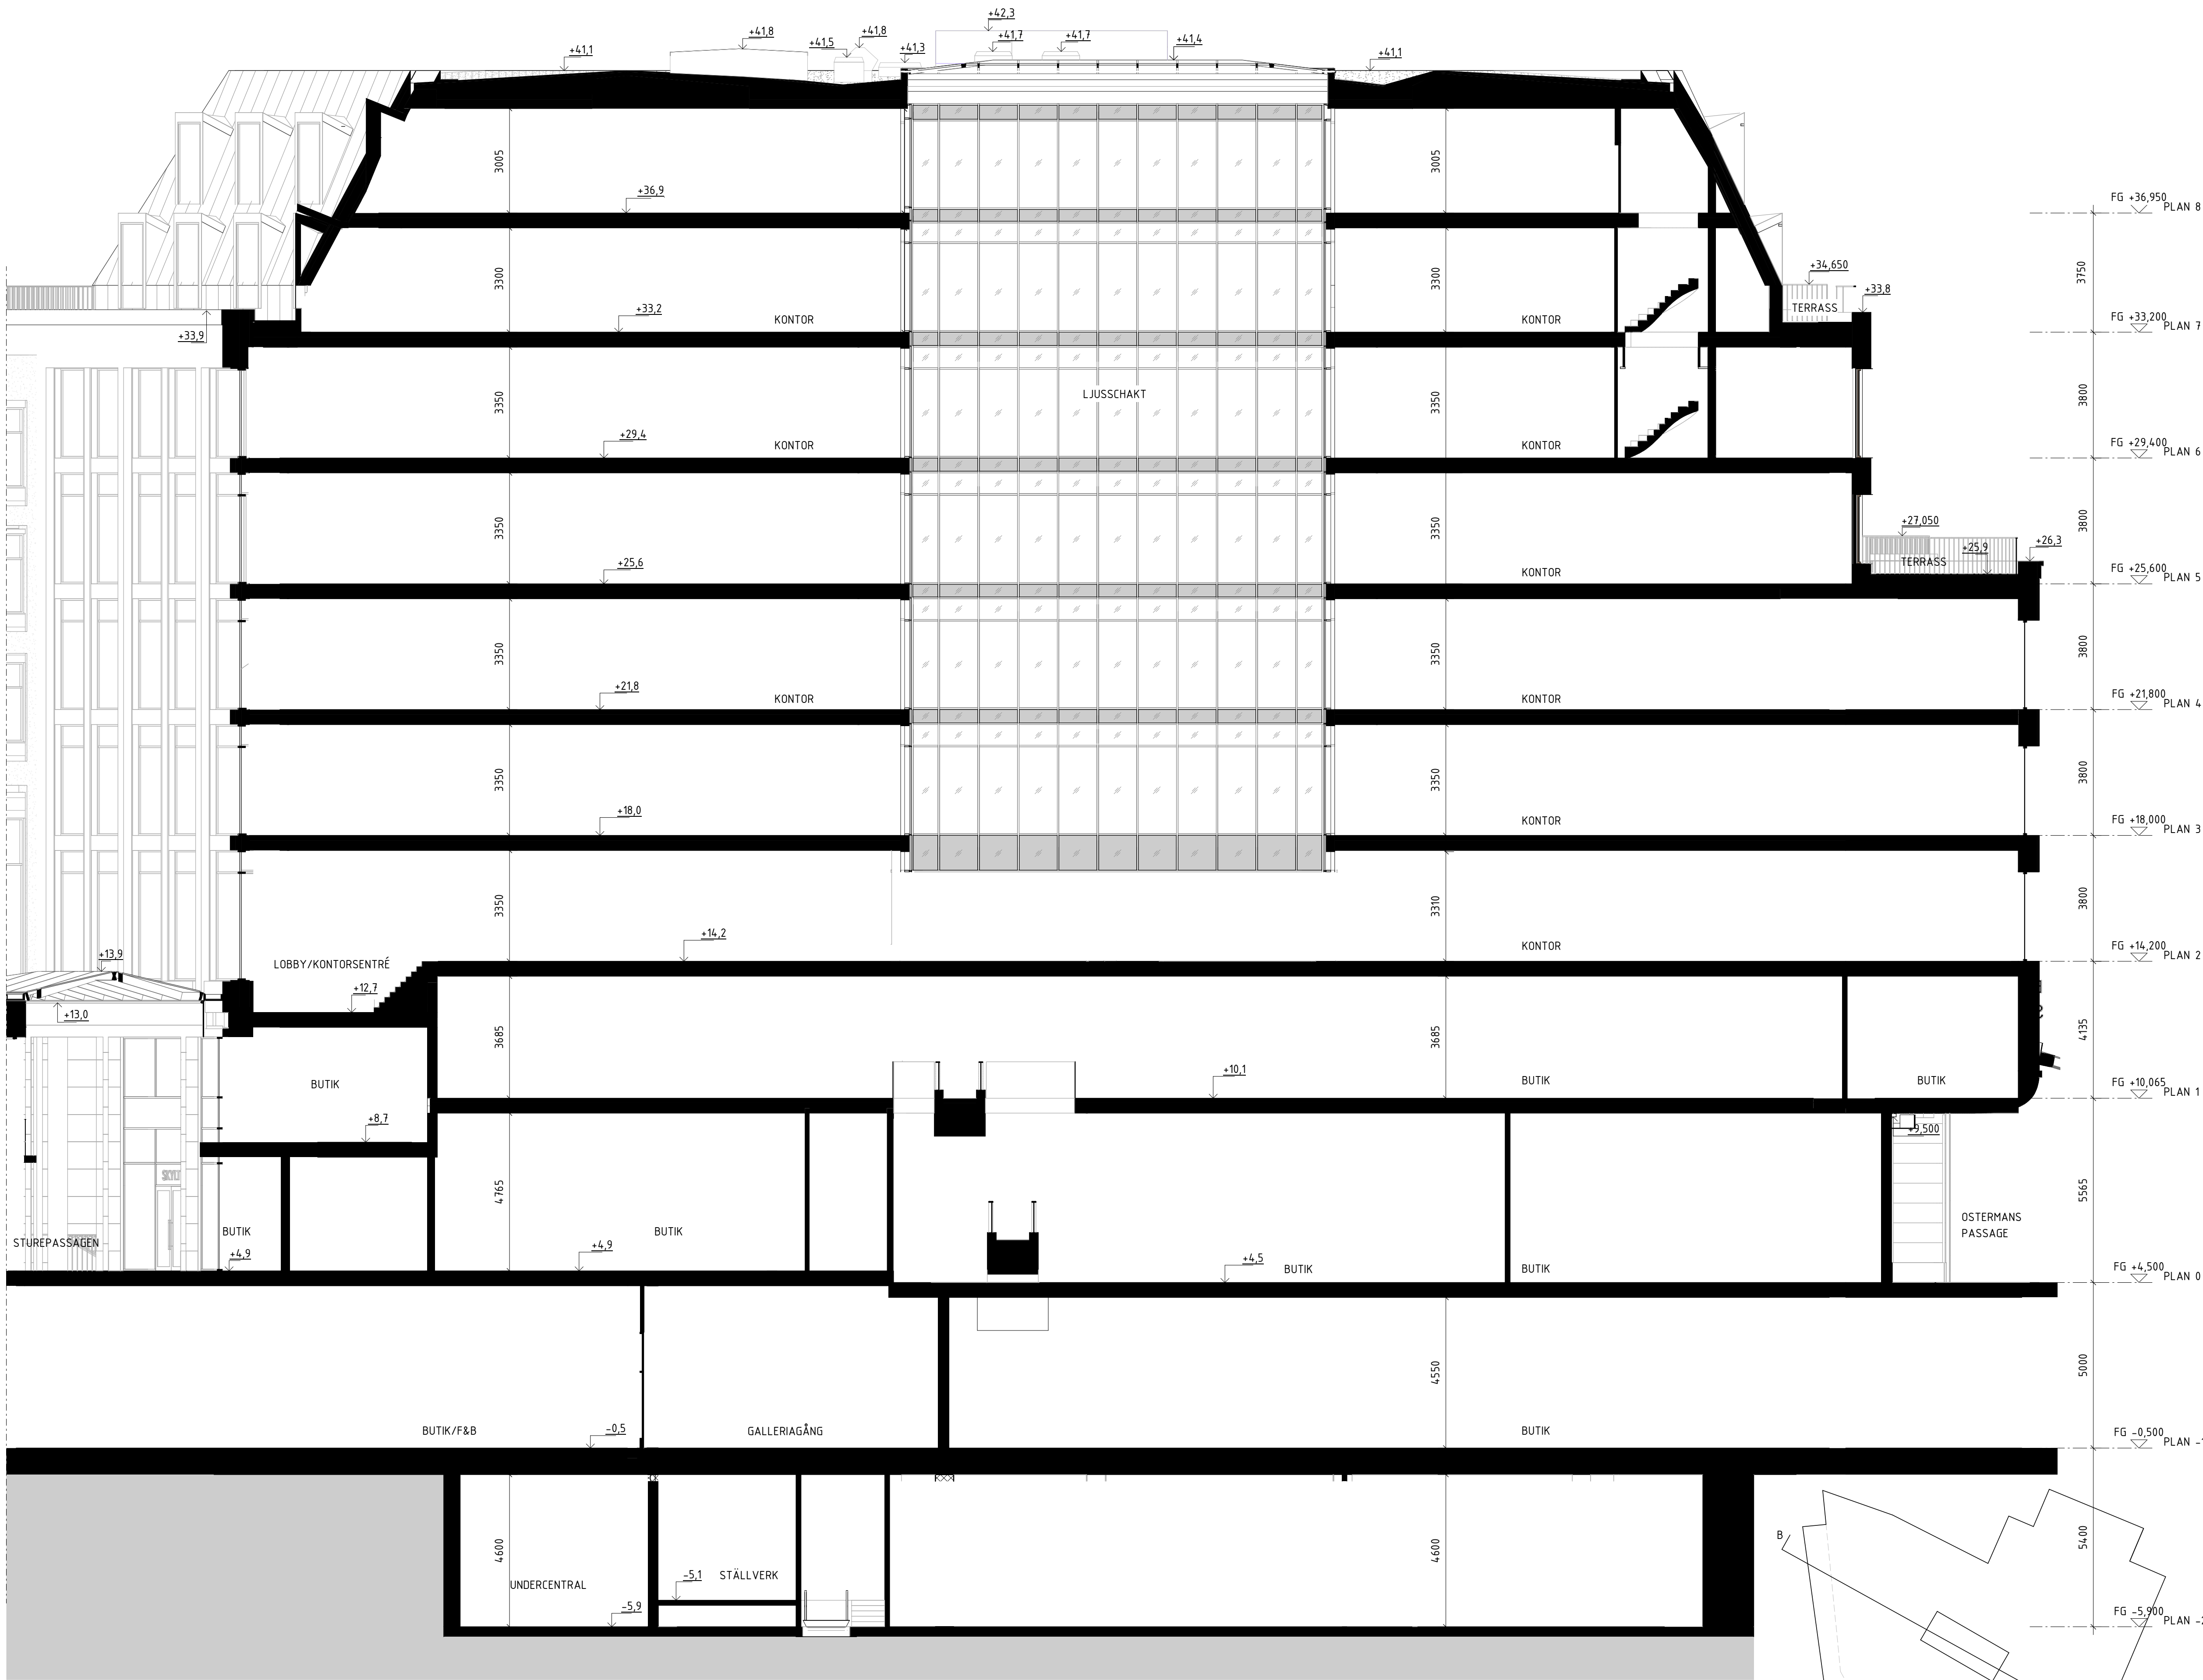 +42,3
+41,8
+41,8
+41,5
+41,7
+41,7
+41,4
+41,3
+41,1
+41,1
3005
3005
+36,9
FG +36,950
PLAN 8
3300
3300
3750
+34,650
TERRASS
+33,8
+33,9
+33,2
KONTOR
KONTOR
FG +33,200
PLAN 7
3350
LJUSSCHAKT
3350
3800
+29,4
KONTOR
KONTOR
FG +29,400
PLAN 6
3350
3350
3800
+27,050
+25,9
TERRASS
+26,3
+25,6
KONTOR
FG +25,600
PLAN 5
3350
3350
3800
+21,8
KONTOR
KONTOR
FG +21,800
PLAN 4
3350
3350
3800
+18,0
KONTOR
FG +18,000
PLAN 3
3350
3310
3800
+14,2
KONTOR
FG +14,200
PLAN 2
+13,9
LOBBY/KONTORSENTRÉ
+12,7
+13,0
3685
3685
4135
BUTIK
+10,1
BUTIK
BUTIK
FG +10,065
PLAN 1
+8,7
+9,500
4765
5565
BUTIK
BUTIK
OSTERMANS
PASSAGE
STUREPASSAGEN
+4,9
+4,9
+4,5
BUTIK
BUTIK
FG +4,500
PLAN 0
4550
5000
BUTIK/F&B
-0,5
GALLERIAGÅNG
BUTIK
FG -0,500
PLAN -1
4600
4600
5400
B
UNDERCENTRAL
-5,1
STÄLLVERK
-5,9
FG -5,900
PLAN -2